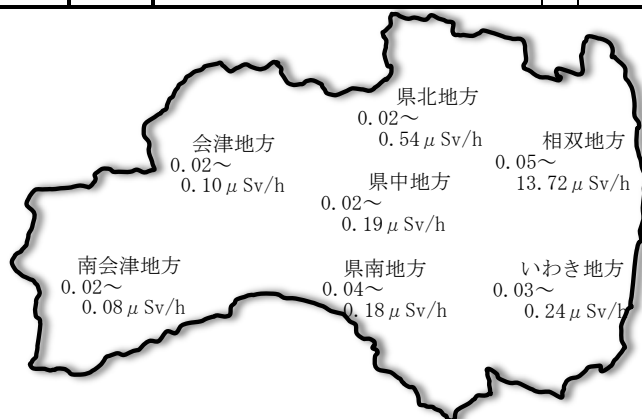 県北地方
0.02～
0.54μSv/h
会津地方
0.02～
0.10μSv/h
相双地方
0.05～
13.72μSv/h
県中地方
0.02～
0.19μSv/h
南会津地方
0.02～
0.08μSv/h
県南地方
0.04～
0.18μSv/h
いわき地方
0.03～
0.24μSv/h